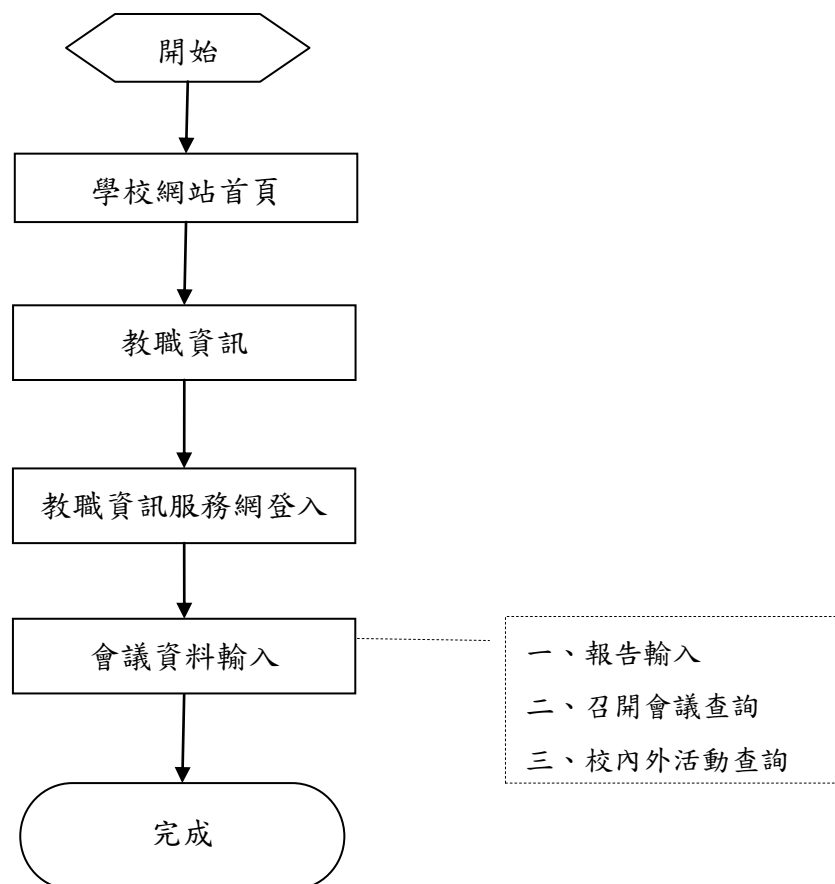 開始
學校網站首頁
教職資訊
教職資訊服務網登入
會議資料輸入
一、報告輸入
二、召開會議查詢
三、校內外活動查詢
完成